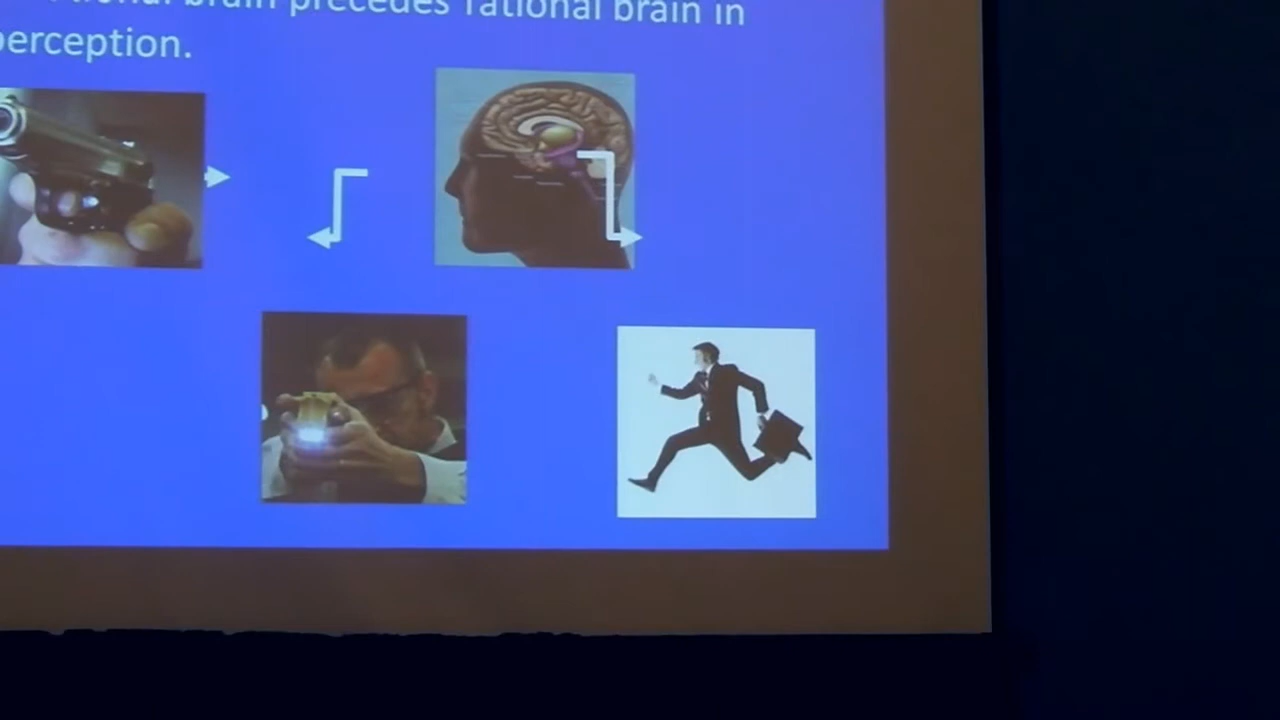 brain precedes rational brain in
perception.